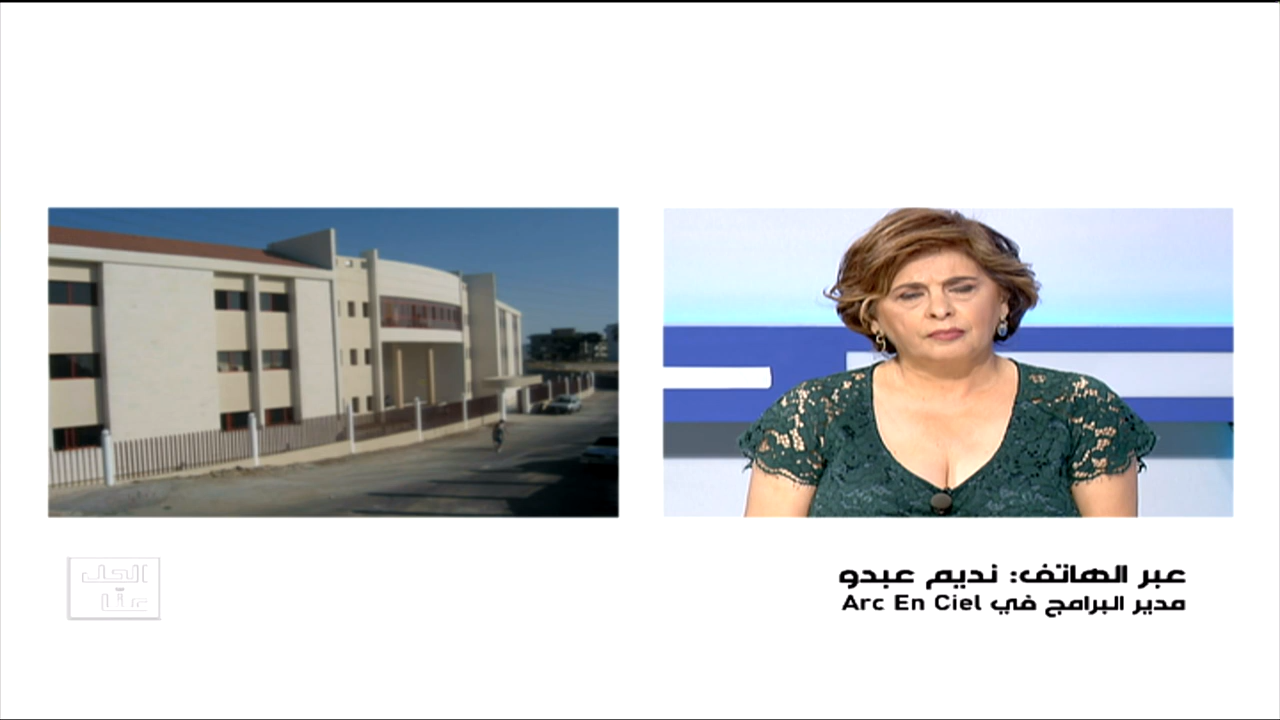 عبر الهاتف: نديم عبدو
مدير البرامج في Arc En Ciel
الحل
عنّا